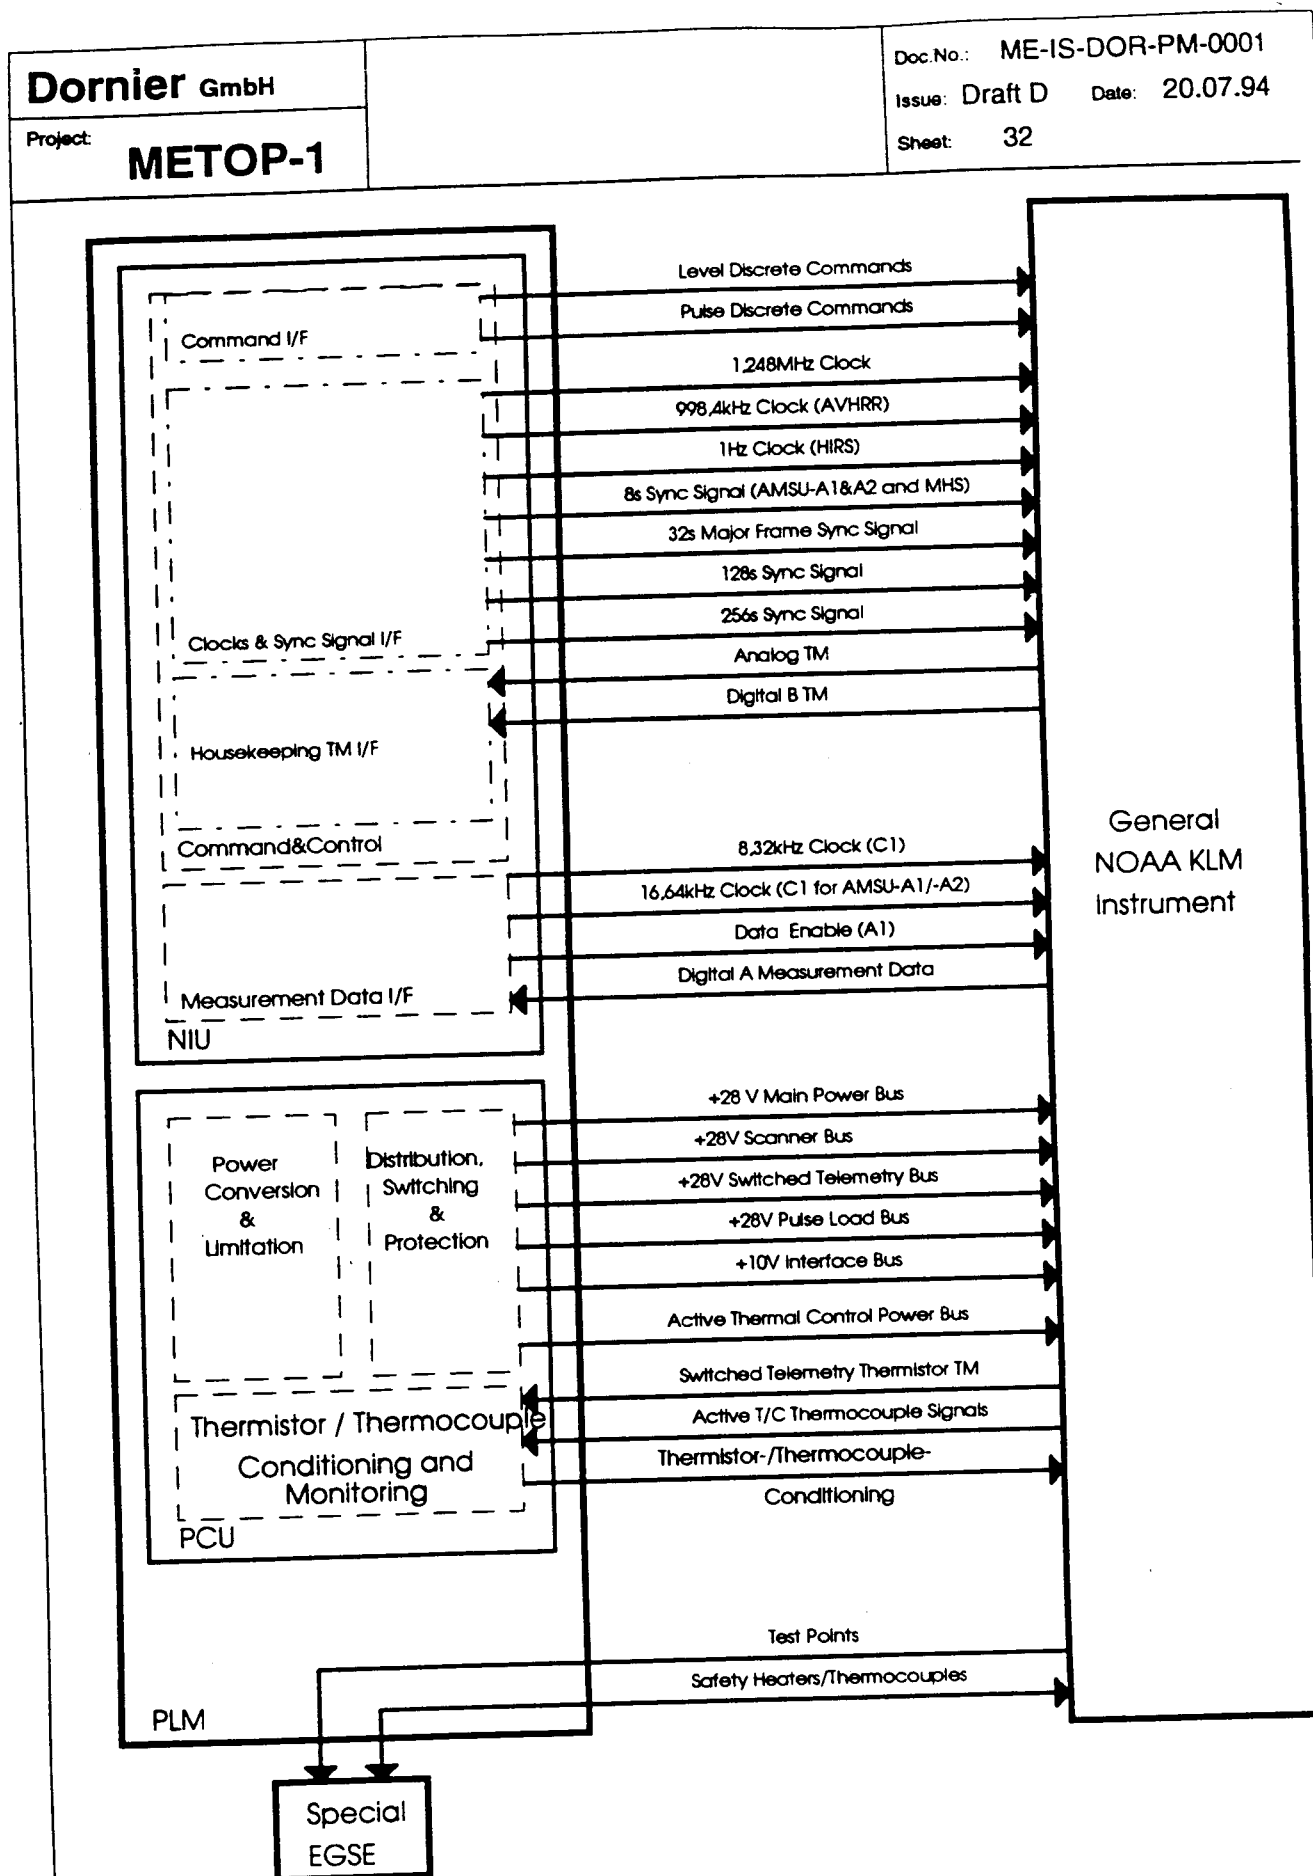 Dornier GmbH
Project:
METOP-1
Doc.No.: ME-IS-DOR-PM-0001
Issue: Draft D Date: 20.07.94
Sheet: 32
Level Discrete Commands
Pulse Discrete Commands
Command I/F
1,248MHz Clock
998,4kHz Clock (AVHRR)
1Hz Clock (HIRS)
8s Sync Signal (AMSU-A1&A2 and MHS)
32s Major Frame Sync Signal
128s Sync Signal
256s Sync Signal
Clocks & Sync Signal I/F
Analog TM
Digital B TM
Housekeeping TM I/F
Command&Control
8,32kHz Clock (C1)
16,64kHz Clock (C1 for AMSU-A1/-A2)
Data Enable (A1)
Digital A Measurement Data
Measurement Data I/F
NIU
General
NOAA KLM
Instrument
+28 V Main Power Bus
+28V Scanner Bus
+28V Switched Telemetry Bus
+28V Pulse Load Bus
+10V Interface Bus
Power
Conversion
&
Limitation
Distribution,
Switching
&
Protection
Active Thermal Control Power Bus
Switched Telemetry Thermistor TM
Active T/C Thermocouple Signals
Thermistor-/Thermocouple-
Conditioning
Thermistor / Thermocouple
Conditioning and
Monitoring
PCU
Test Points
Safety Heaters/Thermocouples
PLM
Special
EGSE